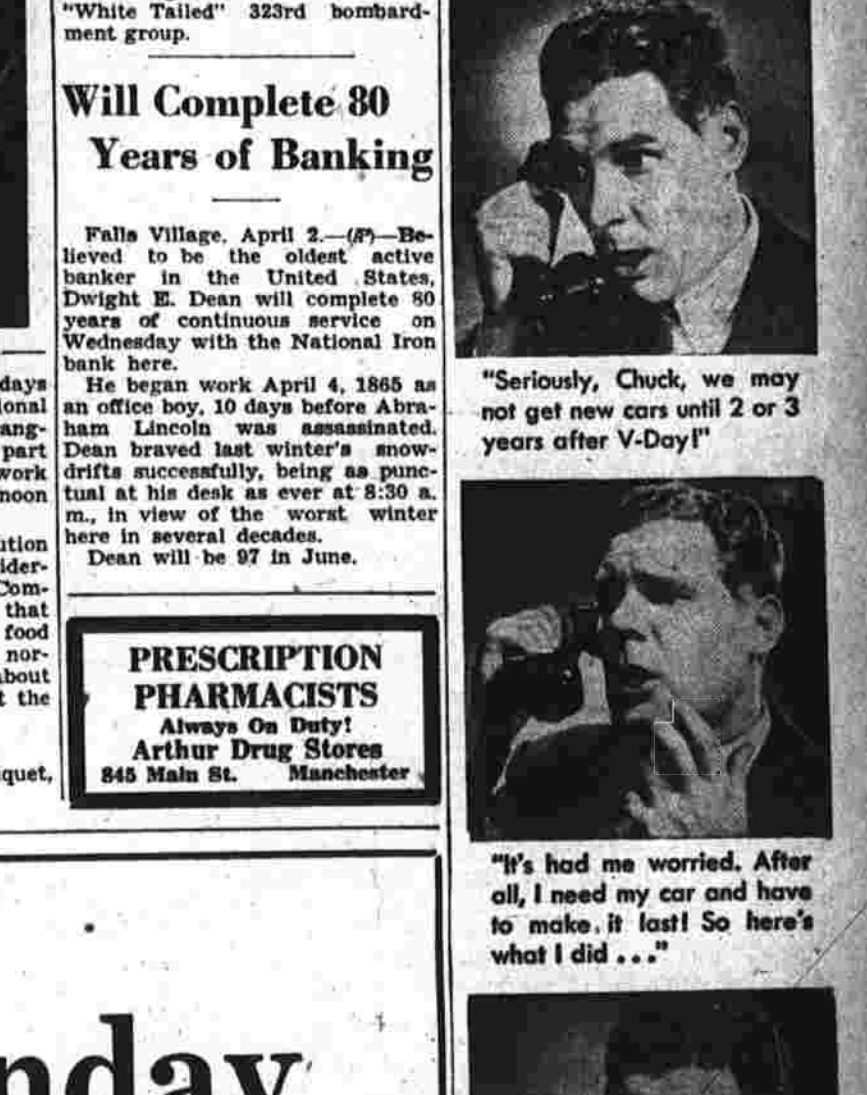 "White Tailed" 323rd bombard-
ment group.
Will Complete 80
Years of Banking
Falls Village, April 2.—(AP)—Be-
lieved to be the oldest active
banker in the United States,
Dwight E. Dean will complete 80
years of continuous service on
Wednesday with the National Iron
bank here.
He began work April 4, 1865 as
an office boy, 10 days before Abra-
ham Lincoln was assassinated.
Dean braved last winter's snow-
drifts successfully, being as punc-
tual at his desk as ever at 8:30 a.
m., in view of the worst winter
here in several decades.
Dean will be 97 in June.
PRESCRIPTION
PHARMACISTS
Always On Duty!
Arthur Drug Stores
845 Main St. Manchester
"Seriously, Chuck, we may
not get new cars until 2 or 3
years after V-Day!"
"It's had me worried. After
all, I need my car and have
to make it last! So here's
what I did ..."
days
ional
ang-
part
work
noon
ution
ider-
Com-
that
food
nor-
about
t the
quet,
nday